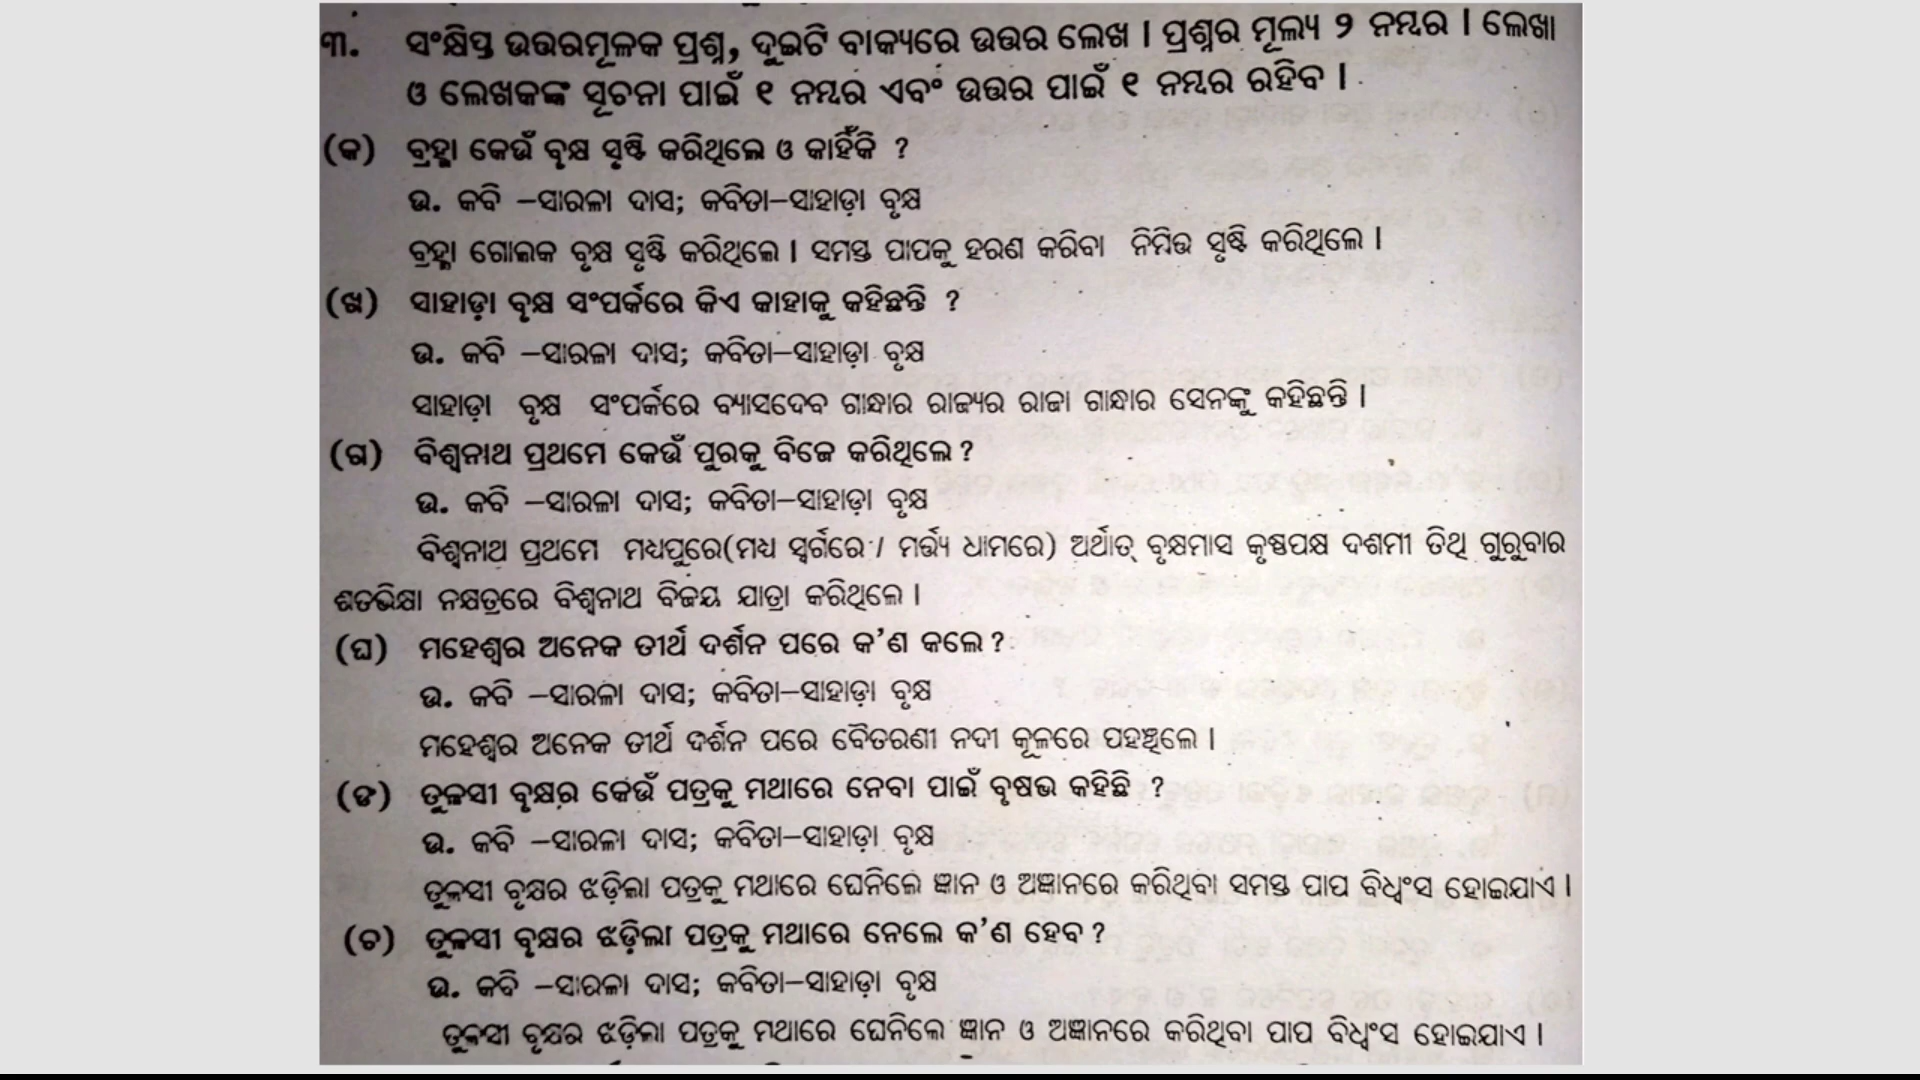 ୩. ସଂକ୍ଷିପ୍ତ ଉତ୍ତରମୂଳକ ପ୍ରଶ୍ନ, ଦୁଇଟି ବାକ୍ୟରେ ଉତ୍ତର ଲେଖ । ପ୍ରଶ୍ନର ମୂଲ୍ୟ ୨ ନମ୍ବର । ଲେଖା
ଓ ଲେଖକଙ୍କ ସୂଚନା ପାଇଁ ୧ ନମ୍ବର ଏବଂ ଉତ୍ତର ପାଇଁ ୧ ନମ୍ବର ରହିବ ।
(କ) ବ୍ରହ୍ମା କେଉଁ ବୃକ୍ଷ ସୃଷ୍ଟି କରିଥିଲେ ଓ କାହିଁକି ?
ଉ. କବି –ସାରଳା ଦାସ; କବିତା–ସାହାଡ଼ା ବୃକ୍ଷ
ବ୍ରହ୍ମା ଗୋଲକ ବୃକ୍ଷ ସୃଷ୍ଟି କରିଥିଲେ । ସମସ୍ତ ପାପକୁ ହରଣ କରିବା ନିମିତ୍ତ ସୃଷ୍ଟି କରିଥିଲେ ।
(ଖ) ସାହାଡ଼ା ବୃକ୍ଷ ସଂପର୍କରେ କିଏ କାହାକୁ କହିଛନ୍ତି ?
ଉ. କବି –ସାରଳା ଦାସ; କବିତା–ସାହାଡ଼ା ବୃକ୍ଷ
ସାହାଡ଼ା ବୃକ୍ଷ ସଂପର୍କରେ ବ୍ୟାସଦେବ ଗାନ୍ଧାର ରାଜ୍ୟର ରାଜା ଗାନ୍ଧାର ସେନଙ୍କୁ କହିଛନ୍ତି ।
(ଗ) ବିଶ୍ୱନାଥ ପ୍ରଥମେ କେଉଁ ପୁରକୁ ବିଜେ କରିଥିଲେ ?
ଉ. କବି –ସାରଳା ଦାସ; କବିତା–ସାହାଡ଼ା ବୃକ୍ଷ
ବିଶ୍ୱନାଥ ପ୍ରଥମେ ମଧ୍ୟପୁରେ(ମଧ୍ୟ ସ୍ୱର୍ଗରେ / ମର୍ତ୍ତ୍ୟ ଧାମରେ) ଅର୍ଥାତ୍ ବୃକ୍ଷମାସ କୃଷ୍ଣପକ୍ଷ ଦଶମୀ ତିଥି ଗୁରୁବାର
ଶତଭିକ୍ଷା ନକ୍ଷତ୍ରରେ ବିଶ୍ୱନାଥ ବିଜୟ ଯାତ୍ରା କରିଥିଲେ ।
(ଘ) ମହେଶ୍ୱର ଅନେକ ତୀର୍ଥ ଦର୍ଶନ ପରେ କ'ଣ କଲେ ?
ଉ. କବି –ସାରଳା ଦାସ; କବିତା–ସାହାଡ଼ା ବୃକ୍ଷ
ମହେଶ୍ୱର ଅନେକ ତୀର୍ଥ ଦର୍ଶନ ପରେ ବୈତରଣୀ ନଦୀ କୂଳରେ ପହଞ୍ଚିଲେ ।
(ଙ) ତୁଳସୀ ବୃକ୍ଷର କେଉଁ ପତ୍ରକୁ ମଥାରେ ନେବା ପାଇଁ ବୃଷଭ କହିଛି ?
ଉ. କବି –ସାରଳା ଦାସ; କବିତା–ସାହାଡ଼ା ବୃକ୍ଷ
ତୁଳସୀ ବୃକ୍ଷର ଝଡ଼ିଲା ପତ୍ରକୁ ମଥାରେ ଘେନିଲେ ଜ୍ଞାନ ଓ ଅଜ୍ଞାନରେ କରିଥିବା ସମସ୍ତ ପାପ ବିଧ୍ୱଂସ ହୋଇଯାଏ ।
(ଚ) ତୁଳସୀ ବୃକ୍ଷର ଝଡ଼ିଲା ପତ୍ରକୁ ମଥାରେ ନେଲେ କ'ଣ ହେବ ?
ଉ. କବି –ସାରଳା ଦାସ; କବିତା–ସାହାଡ଼ା ବୃକ୍ଷ
ତୁଳସୀ ବୃକ୍ଷର ଝଡ଼ିଲା ପତ୍ରକୁ ମଥାରେ ଘେନିଲେ ଜ୍ଞାନ ଓ ଅଜ୍ଞାନରେ କରିଥିବା ପାପ ବିଧ୍ୱଂସ ହୋଇଯାଏ ।